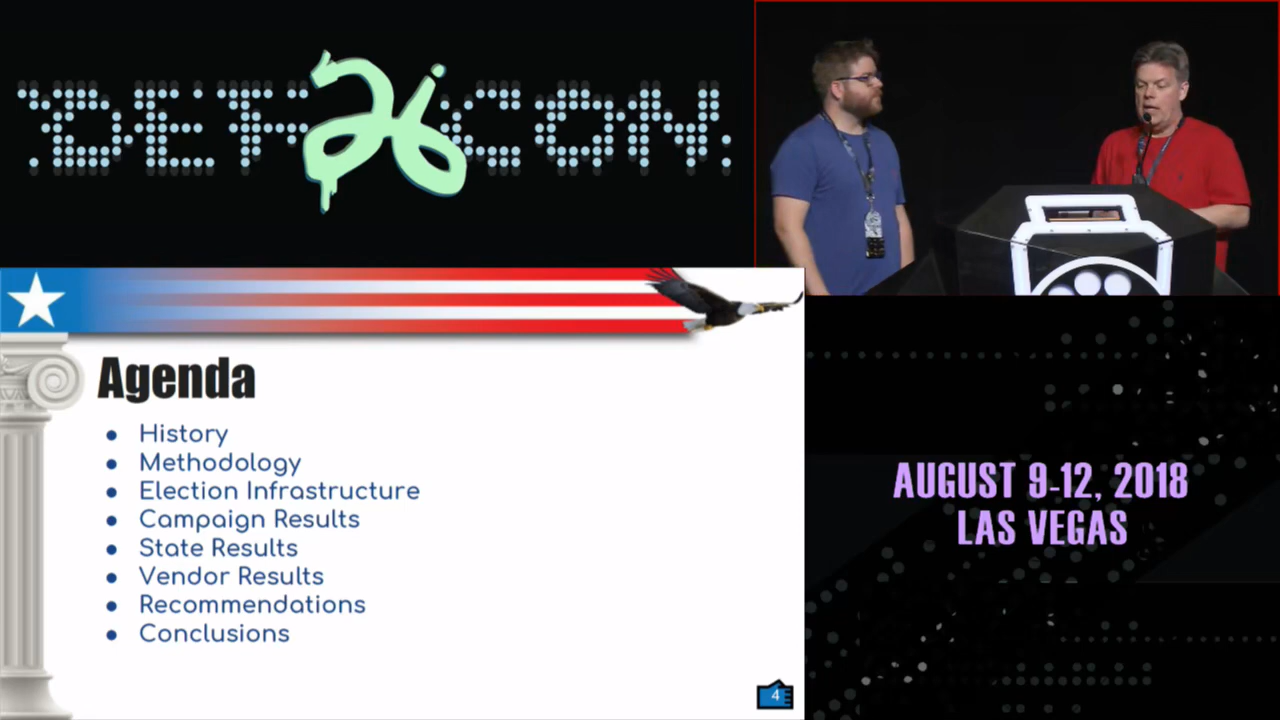 DEF CON
26
Agenda
● History
● Methodology
● Election Infrastructure
● Campaign Results
● State Results
● Vendor Results
● Recommendations
● Conclusions
4
AUGUST 9-12, 2018
LAS VEGAS